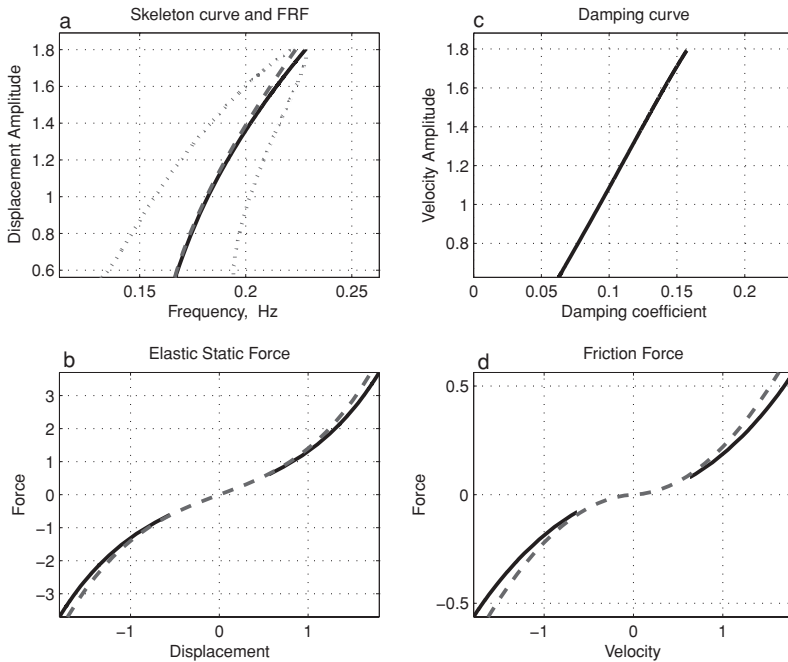 a
Skeleton curve and FRF
1.8
1.6
1.4
1.2
1
0.8
0.6
0.15
0.2
0.25
Displacement Amplitude
Frequency, Hz
c
Damping curve
1.8
1.6
1.4
1.2
1
0.8
0
0.05
0.1
0.15
0.2
Velocity Amplitude
Damping coefficient
b
Elastic Static Force
3
2
1
0
−1
−2
−3
−1
0
1
Force
Displacement
d
Friction Force
0.5
0
−0.5
−1
0
1
Force
Velocity